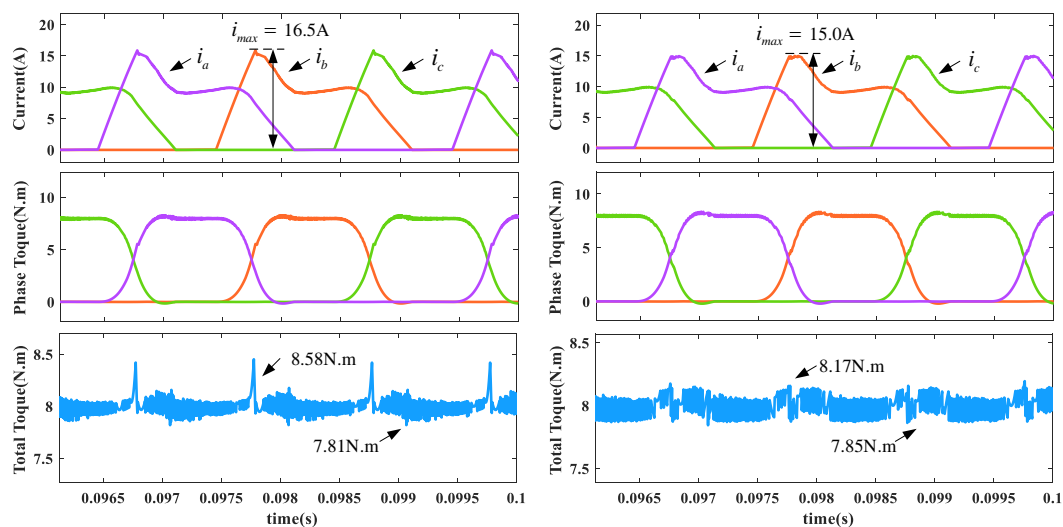 20
15
10
5
0
Current(A)
i_max = 16.5A
i_a
i_b
i_c
10
5
0
Phase Toque(N.m)
8.5
8
7.5
Total Toque(N.m)
8.58N.m
7.81N.m
0.0965 0.097 0.0975 0.098 0.0985 0.099 0.0995 0.1
time(s)
20
15
10
5
0
Current(A)
i_max = 15.0A
i_a
i_b
i_c
10
5
0
Phase Toque(N.m)
8.5
8
7.5
Total Toque(N.m)
8.17N.m
7.85N.m
0.0965 0.097 0.0975 0.098 0.0985 0.099 0.0995 0.1
time(s)